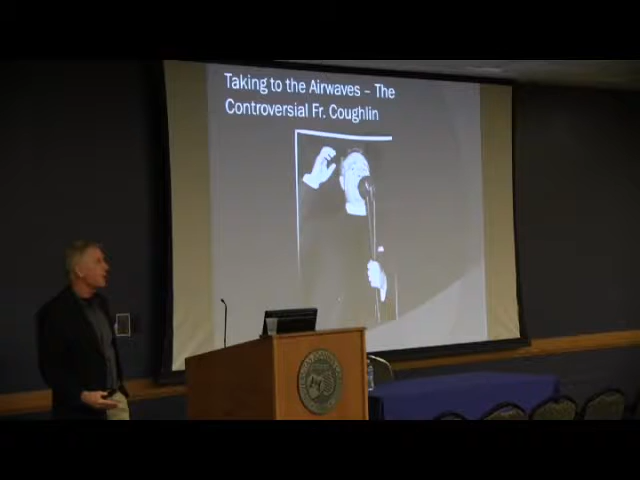 Taking to the Airwaves – The
Controversial Fr. Coughlin